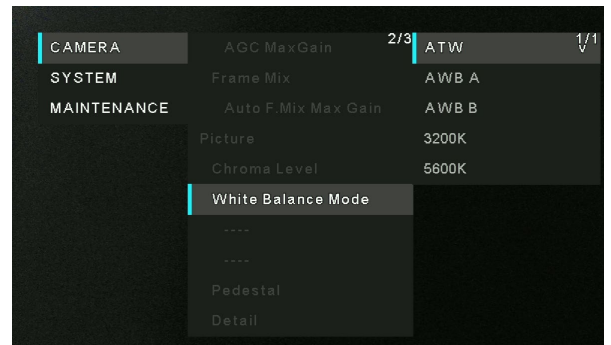 CAMERA
SYSTEM
MAINTENANCE
2/3
AGC MaxGain
Frame Mix
Auto F.Mix Max Gain
Picture
Chroma Level
White Balance Mode
----
----
Pedestal
Detail
1/1
ATW
AWB A
AWB B
3200K
5600K